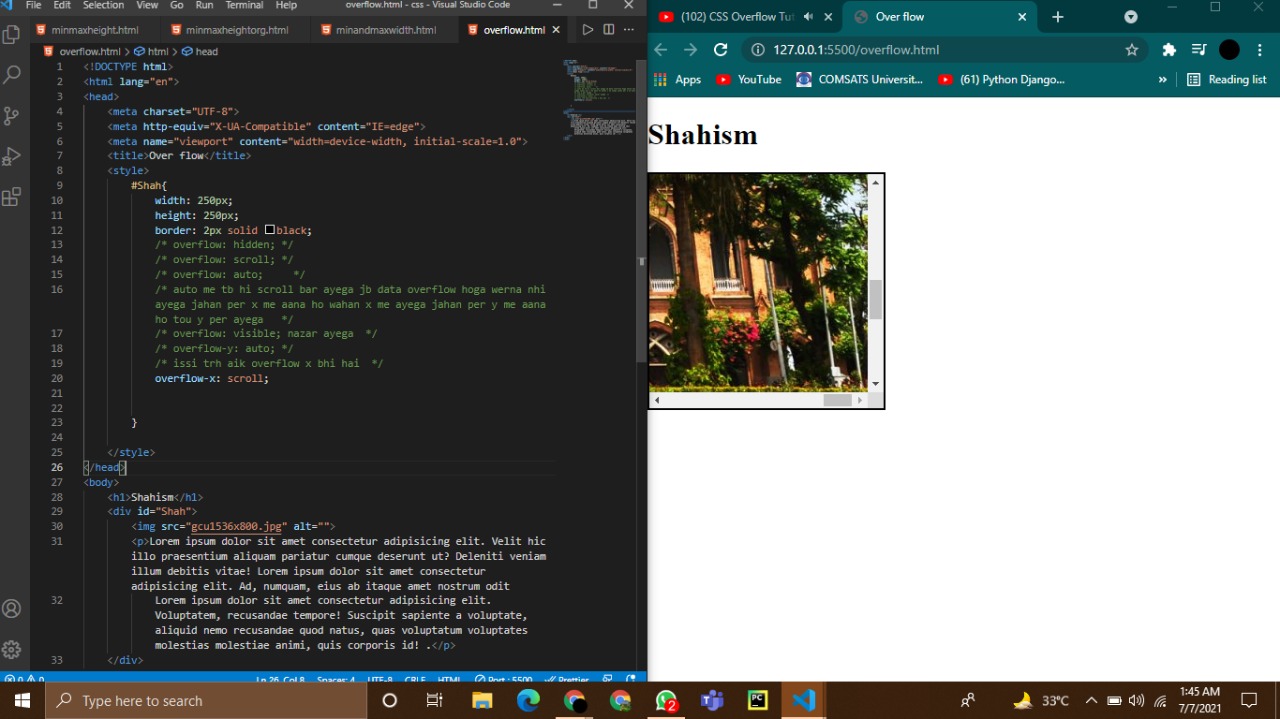 File Edit Selection View Go Run Terminal Help overflow.html - css - Visual Studio Code
minmaxheight.html minmaxheightorg.html minandmaxwidth.html overflow.html
overflow.html > html > head
1 <!DOCTYPE html>
2 <html lang="en">
3 <head>
4 <meta charset="UTF-8">
5 <meta http-equiv="X-UA-Compatible" content="IE=edge">
6 <meta name="viewport" content="width=device-width, initial-scale=1.0">
7 <title>Over flow</title>
8 <style>
9 #Shah{
10 width: 250px;
11 height: 250px;
12 border: 2px solid black;
13 /* overflow: hidden; */
14 /* overflow: scroll; */
15 /* overflow: auto; */
16 /* auto me tb hi scroll bar ayega jb data overflow hoga werna nhi
ayega jahan per x me aana ho wahan x me ayega jahan per y me aana
ho tou y per ayega */
17 /* overflow: visible; nazar ayega */
18 /* overflow-y: auto; */
19 /* issi trh aik overflow x bhi hai */
20 overflow-x: scroll;
21
22
23 }
24
25 </style>
26 </head>
27 <body>
28 <h1>Shahism</h1>
29 <div id="Shah">
30 <img src="gcu1536x800.jpg" alt="">
31 <p>Lorem ipsum dolor sit amet consectetur adipisicing elit. Velit hic
illo praesentium aliquam pariatur cumque deserunt ut? Deleniti veniam
illum debitis vitae! Lorem ipsum dolor sit amet consectetur
adipisicing elit. Ad, numquam, eius ab itaque amet nostrum odit
32 Lorem ipsum dolor sit amet consectetur adipisicing elit.
Voluptatem, recusandae tempore! Suscipit sapiente a voluptate,
aliquid nemo recusandae quod natus, quas voluptatum voluptates
molestias molestiae animi, quis corporis id! .</p>
33 </div>
0 0 Ln 26, Col 8 Spaces: 4 UTF-8 CRLF HTML Port : 5500 Prettier
(102) CSS Overflow Tut Over flow
127.0.0.1:5500/overflow.html
Apps YouTube COMSATS Universit... (61) Python Django... » Reading list
Shahism
Type here to search
2
PC
33°C
1:45 AM
7/7/2021